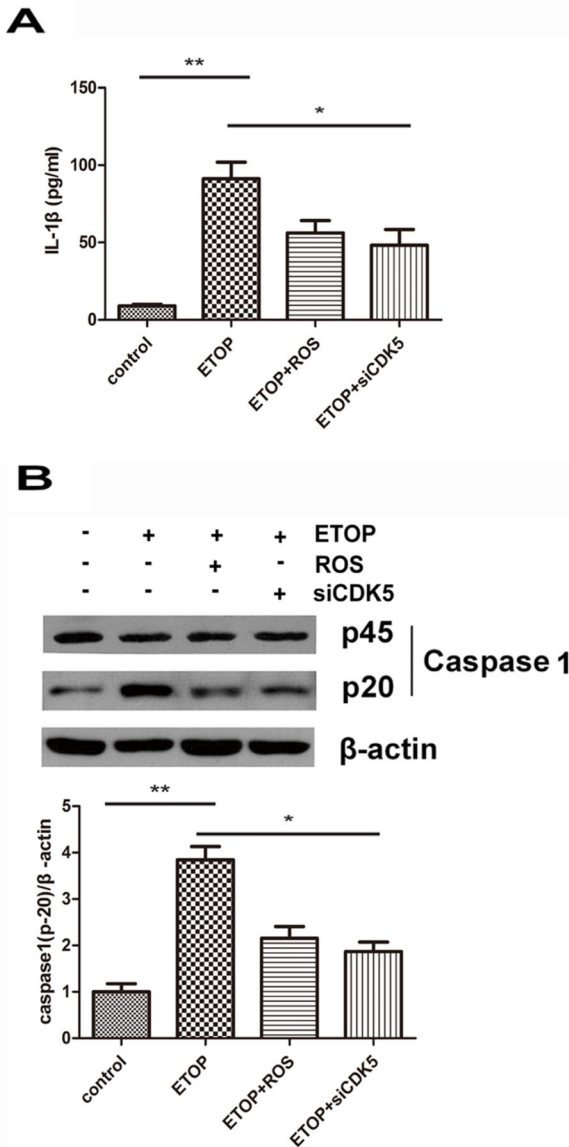 A
**
*
150
100
50
0
IL-1β (pg/ml)
control
ETOP
ETOP+ROS
ETOP+siCDK5
B
- + + + ETOP
- - + - ROS
- - - + siCDK5
p45
p20
Caspase 1
β-actin
**
*
5
4
3
2
1
0
caspase1(p-20)/β -actin
control
ETOP
ETOP+ROS
ETOP+siCDK5